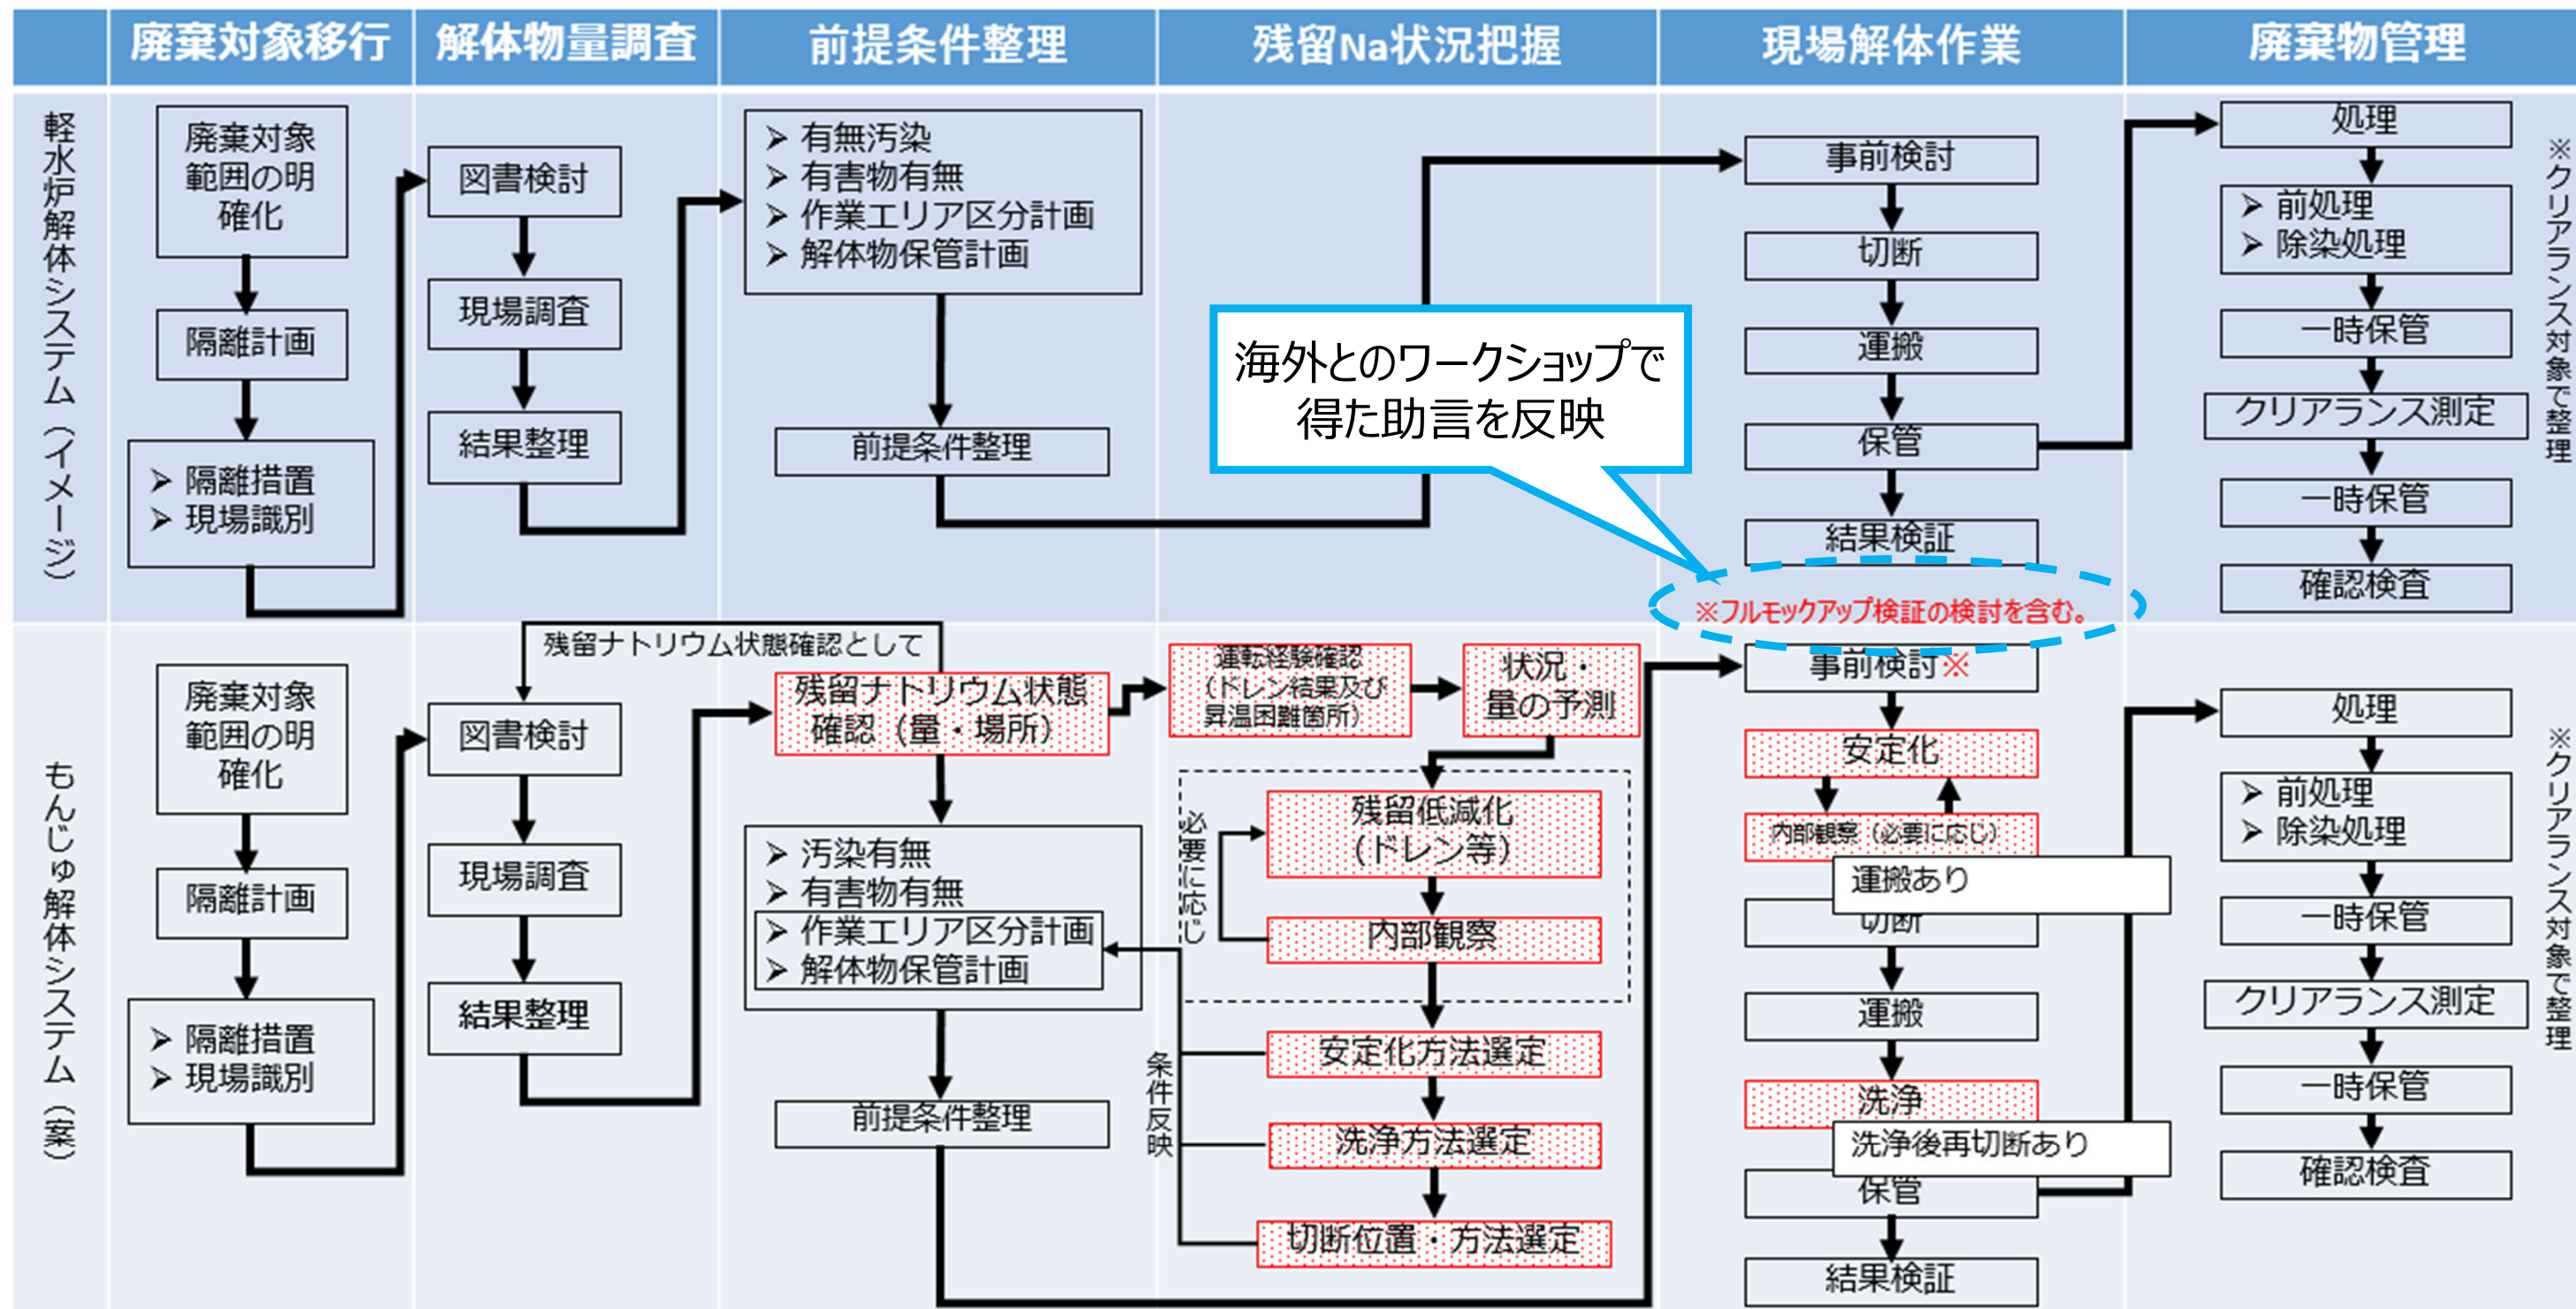 廃棄対象移行
解体物量調査
前提条件整理
残留Na状況把握
現場解体作業
廃棄物管理
軽水炉解体システム（イメージ）
廃棄対象
範囲の明
確化
隔離計画
➢ 隔離措置
➢ 現場識別
図書検討
現場調査
結果整理
➢ 有無汚染
➢ 有害物有無
➢ 作業エリア区分計画
➢ 解体物保管計画
前提条件整理
海外とのワークショップで
得た助言を反映
事前検討
切断
運搬
保管
結果検証
※フルモックアップ検証の検討を含む。
処理
➢ 前処理
➢ 除染処理
一時保管
クリアランス測定
一時保管
確認検査
※クリアランス対象で整理
もんじゅ解体システム（案）
廃棄対象
範囲の明
確化
隔離計画
➢ 隔離措置
➢ 現場識別
残留ナトリウム状態確認として
図書検討
現場調査
結果整理
残留ナトリウム状態
確認（量・場所）
➢ 汚染有無
➢ 有害物有無
➢ 作業エリア区分計画
➢ 解体物保管計画
前提条件整理
運転経験確認
（ドレン結果及び
昇温困難箇所）
状況・
量の予測
必要に応じ
残留低減化
（ドレン等）
内部観察
条件反映
安定化方法選定
洗浄方法選定
切断位置・方法選定
事前検討※
安定化
内部観察（必要に応じ）
運搬あり
切断
運搬
洗浄
洗浄後再切断あり
保管
結果検証
処理
➢ 前処理
➢ 除染処理
一時保管
クリアランス測定
一時保管
確認検査
※クリアランス対象で整理